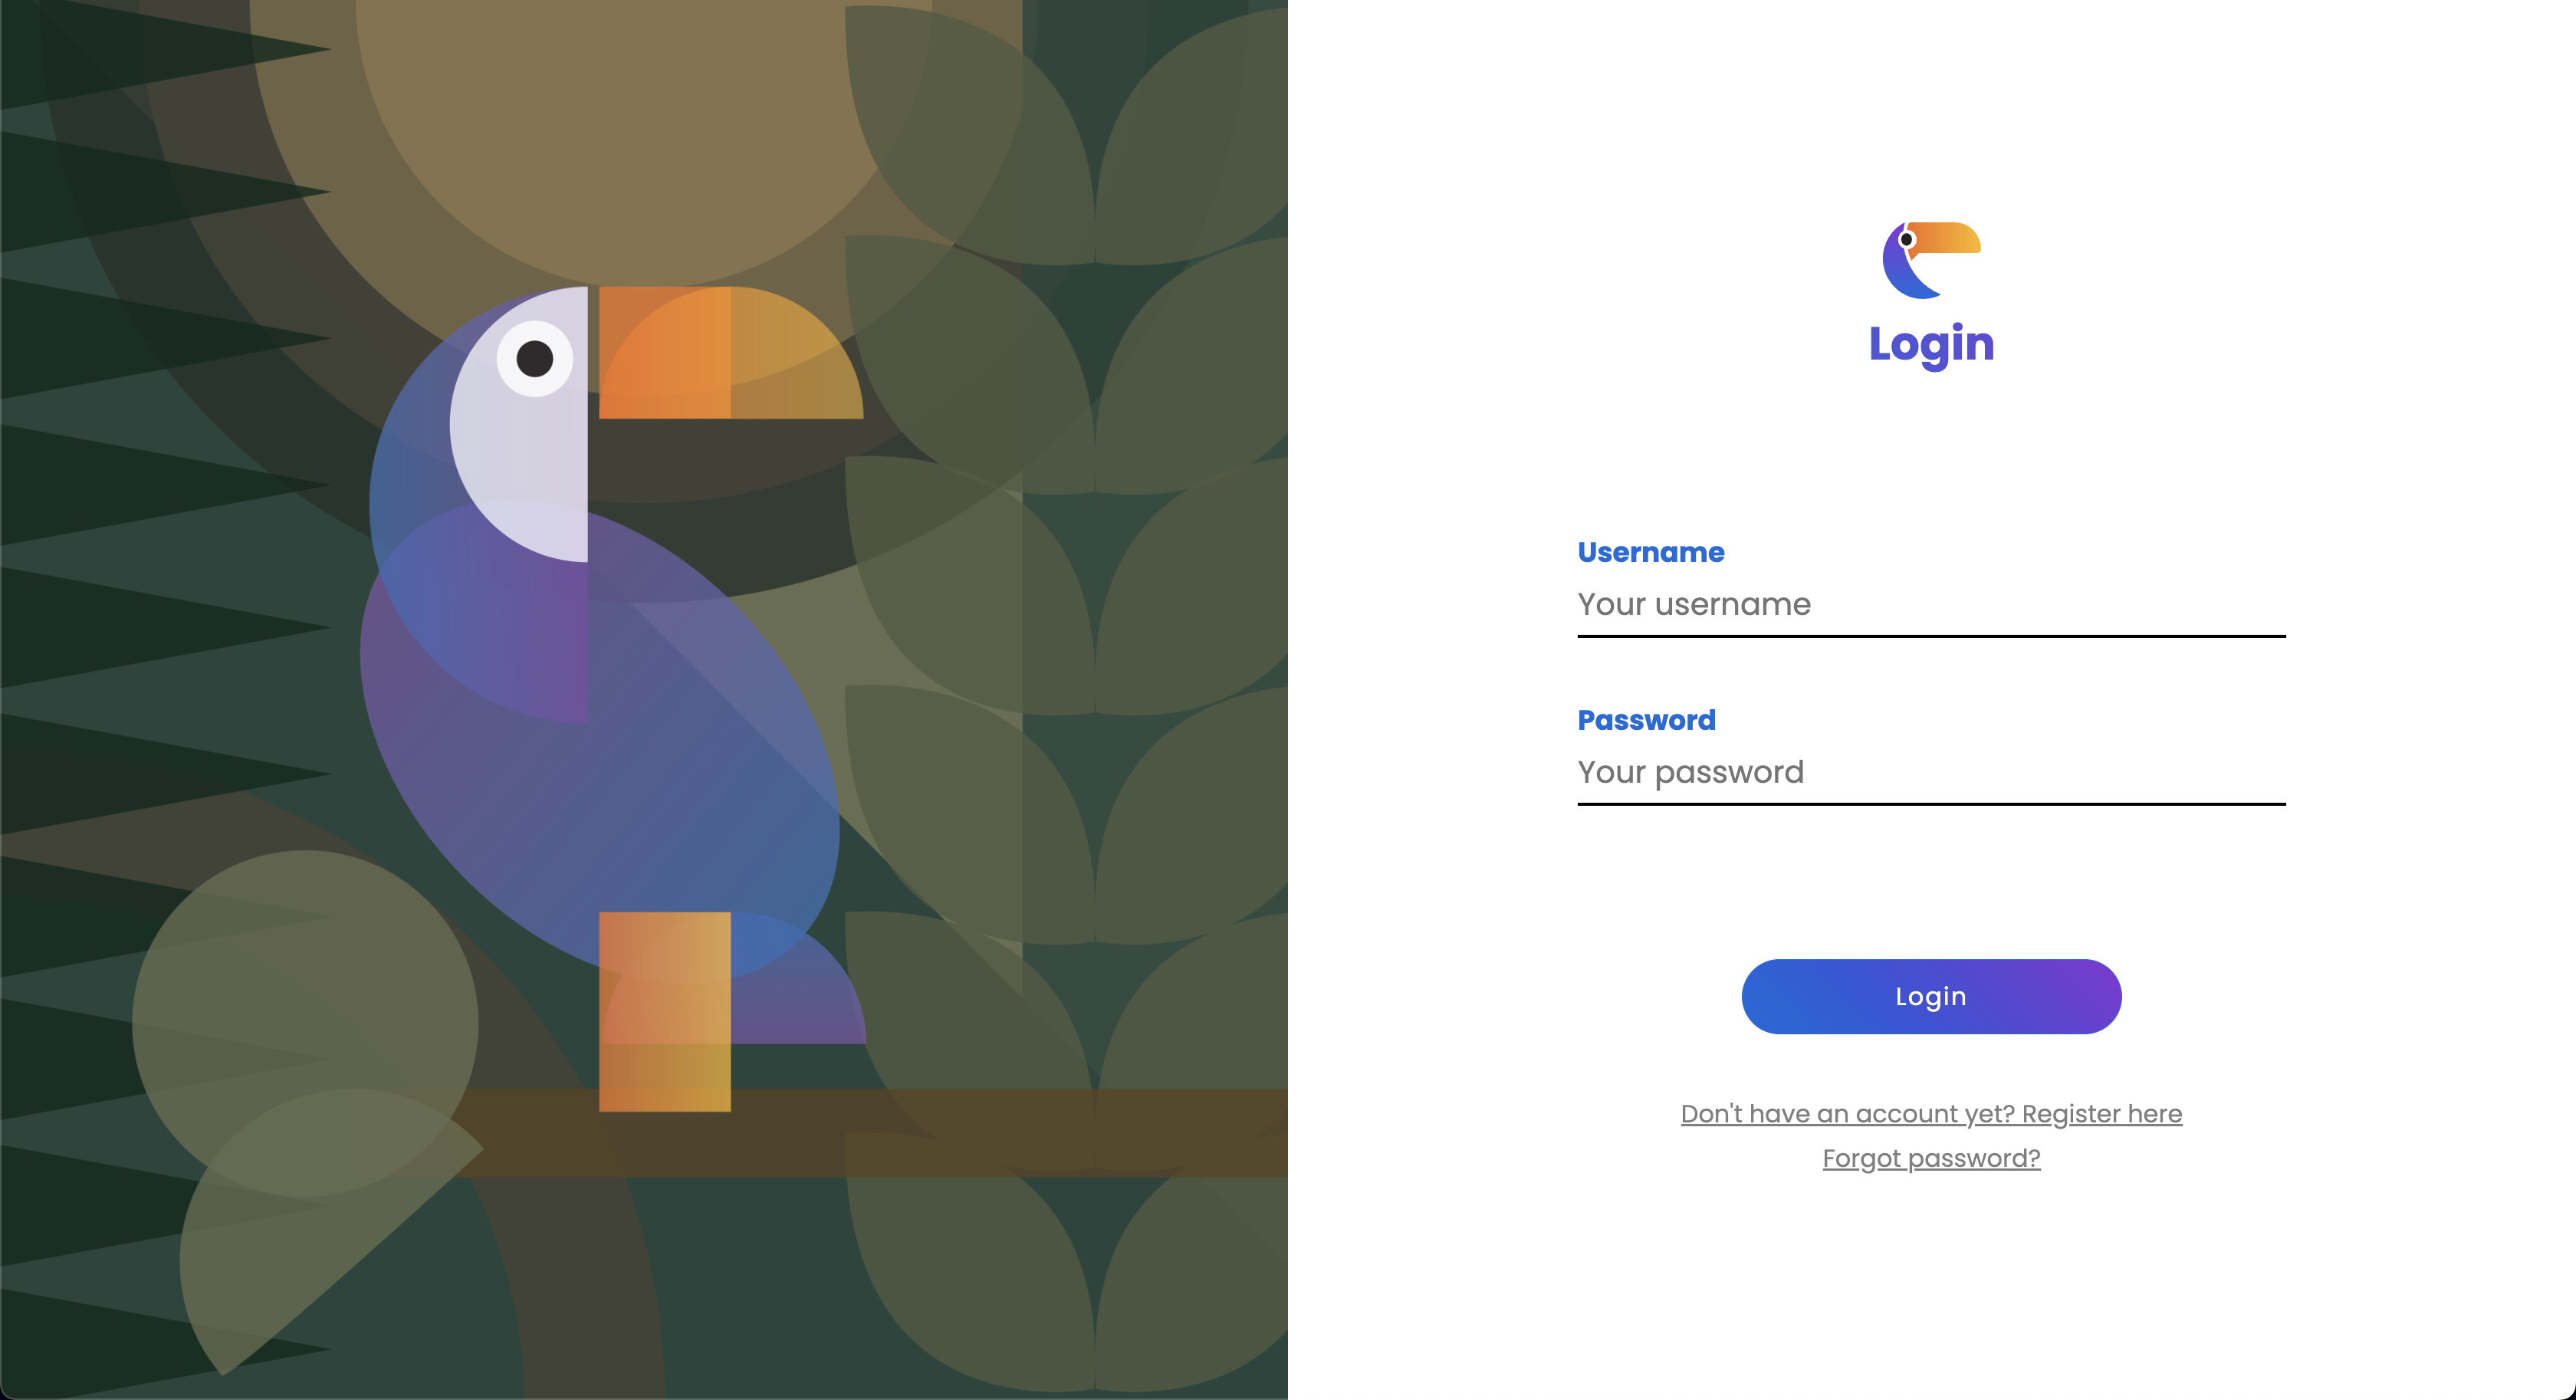 Login
Username
Your username
Password
Your password
Login
Don't have an account yet? Register here
Forgot password?